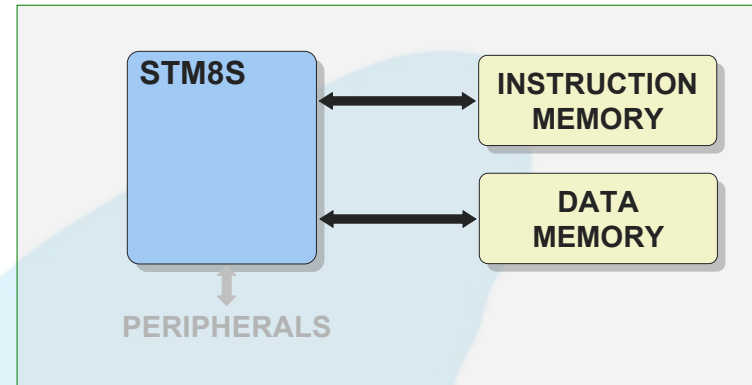 STM8S
INSTRUCTION
MEMORY
DATA
MEMORY
PERIPHERALS